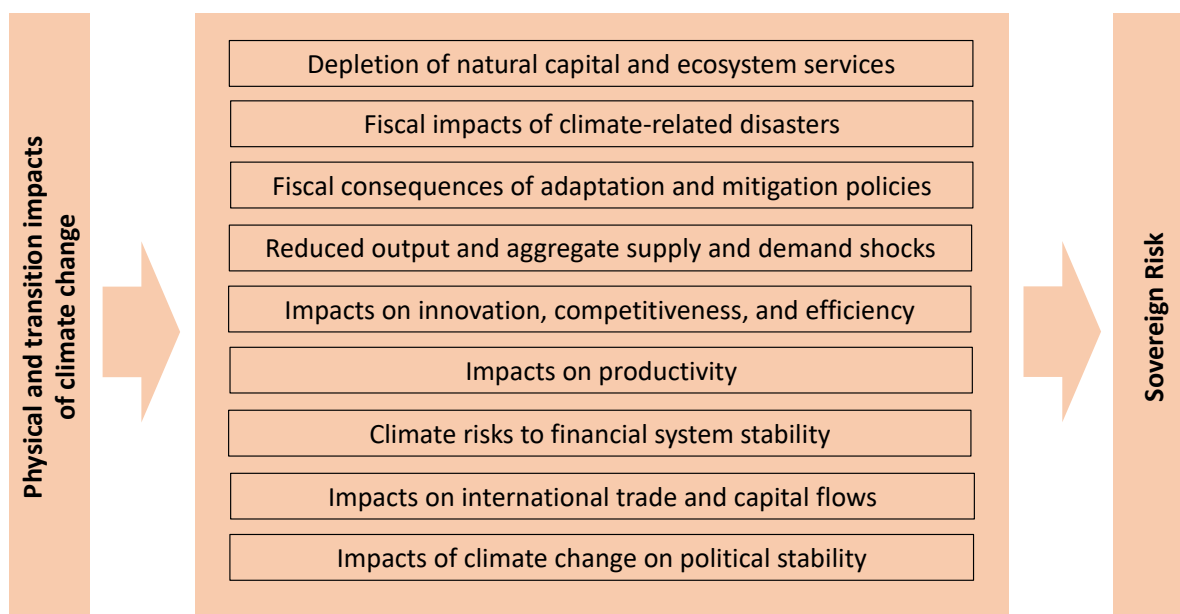 Physical and transition impacts
of climate change
Depletion of natural capital and ecosystem services
Fiscal impacts of climate-related disasters
Fiscal consequences of adaptation and mitigation policies
Reduced output and aggregate supply and demand shocks
Impacts on innovation, competitiveness, and efficiency
Impacts on productivity
Climate risks to financial system stability
Impacts on international trade and capital flows
Impacts of climate change on political stability
Sovereign Risk